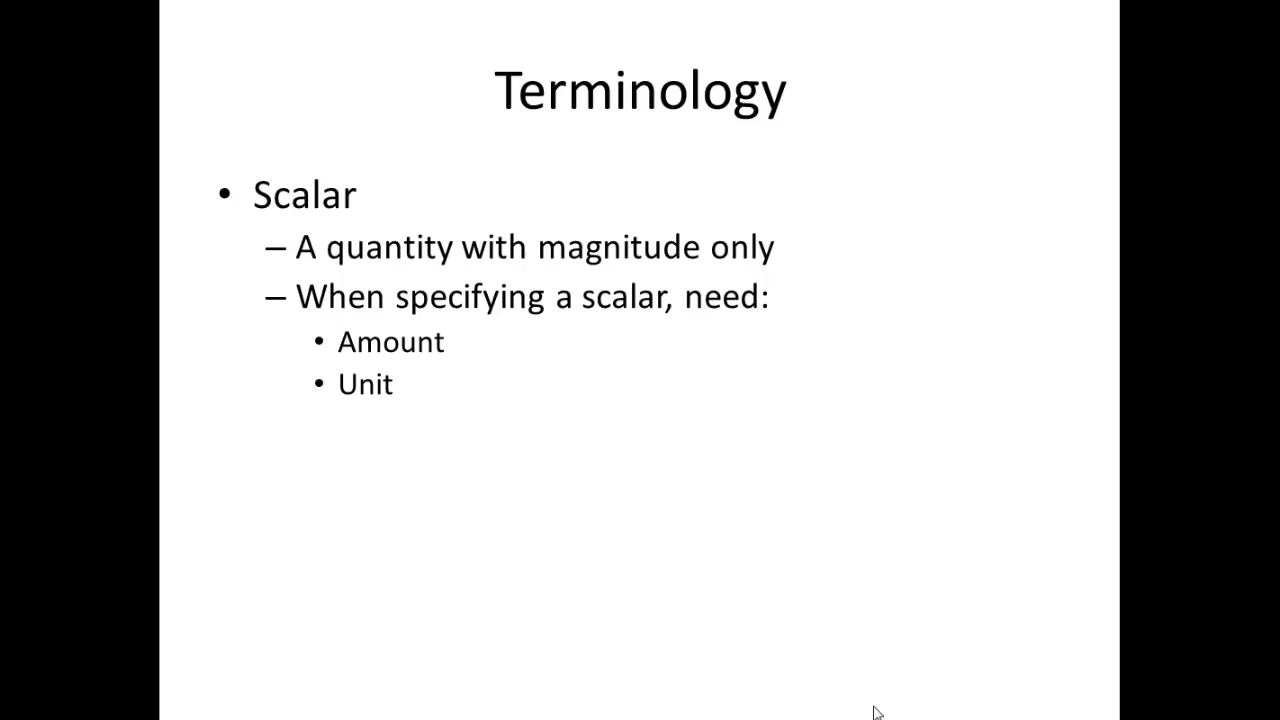 Terminology
• Scalar
– A quantity with magnitude only
– When specifying a scalar, need:
• Amount
• Unit